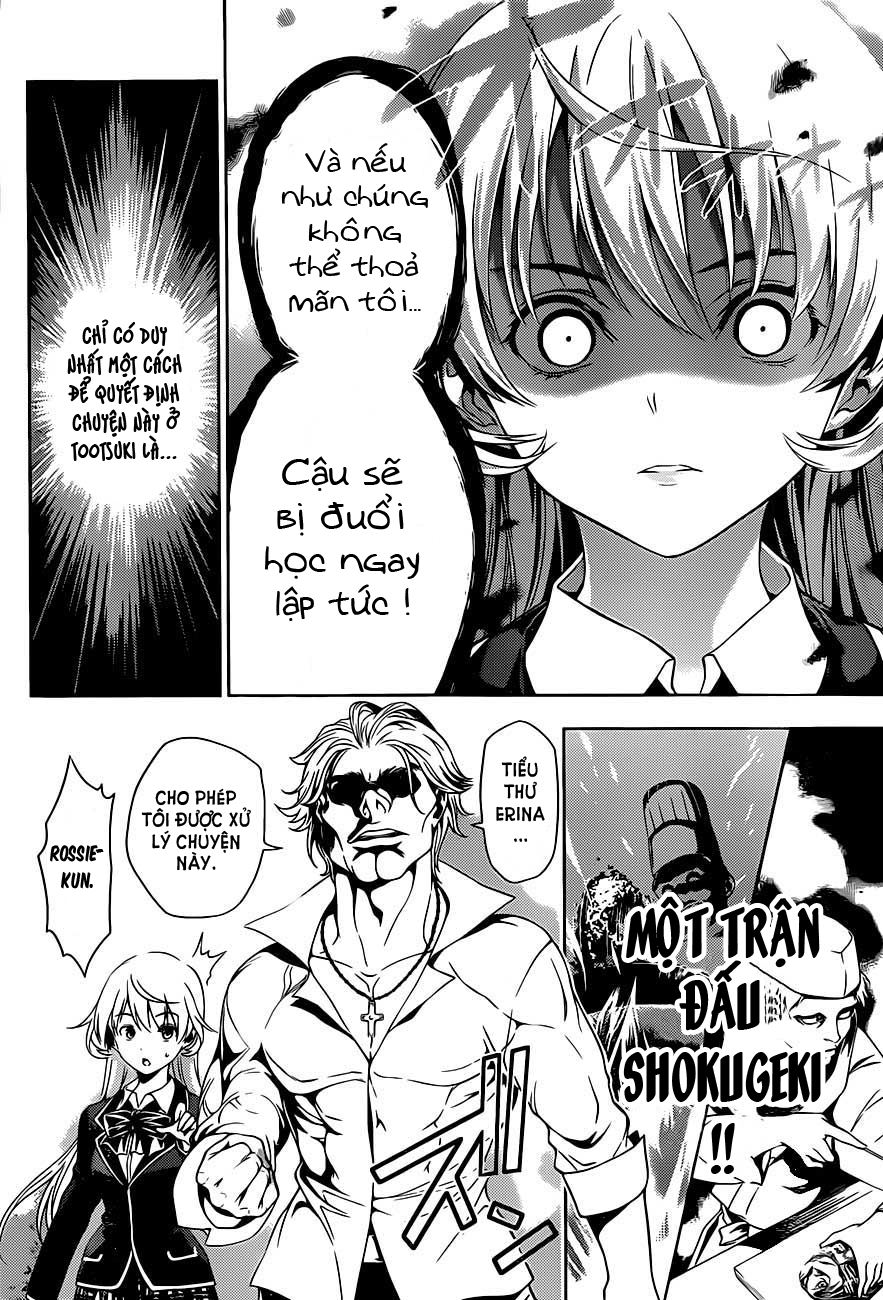 Và nếu
như chúng
không
thể thoả
mãn tôi...
Cậu sẽ
bị đuổi
học ngay
lập tức !
CHỈ CÓ DUY
NHẤT MỘT CÁCH
ĐỂ QUYẾT ĐỊNH
CHUYỆN NÀY Ở
TOOTSUKI LÀ...
MỘT TRẬN
ĐẤU
SHOKUGEKI
!!
TIỂU
THƯ
ERINA
...
CHO PHÉP
TÔI ĐƯỢC XỬ
LÝ CHUYỆN
NÀY.
ROSSIE-
KUN.
ズン